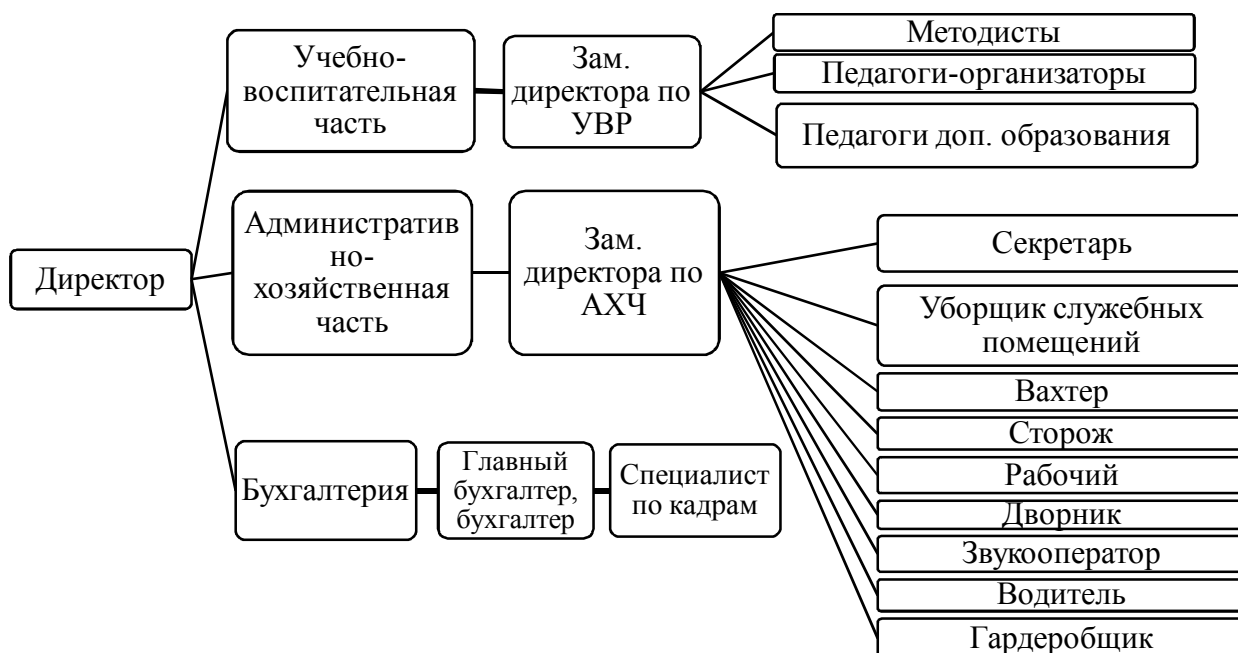 Директор
Учебно-
воспитательная
часть
Зам.
директора по
УВР
Методисты
Педагоги-организаторы
Педагоги доп. образования
Административ
но-
хозяйственная
часть
Зам.
директора по
АХЧ
Секретарь
Уборщик служебных
помещений
Вахтер
Сторож
Рабочий
Дворник
Звукооператор
Водитель
Гардеробщик
Бухгалтерия
Главный
бухгалтер,
бухгалтер
Специалист
по кадрам